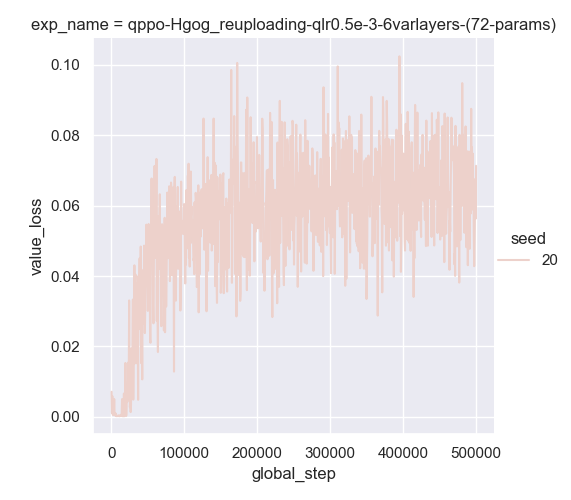 exp_name = qppo-Hgog_reuploading-qlr0.5e-3-6varlayers-(72-params)
0.10
0.08
0.06
0.04
0.02
0.00
value_loss
0 100000 200000 300000 400000 500000
global_step
seed
20